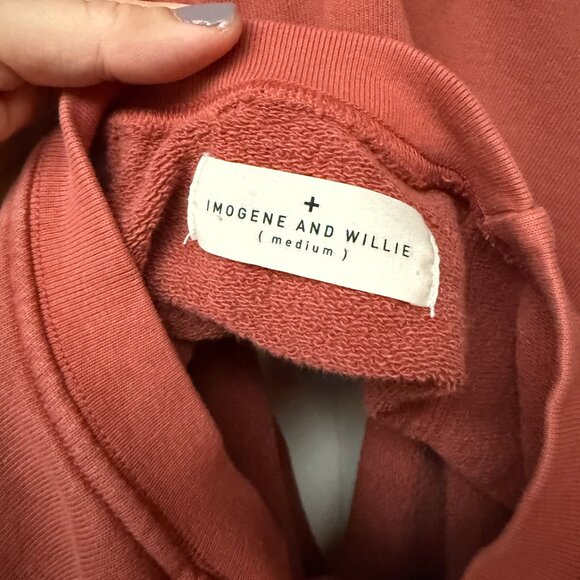 +
IMOGENE AND WILLIE
( medium )